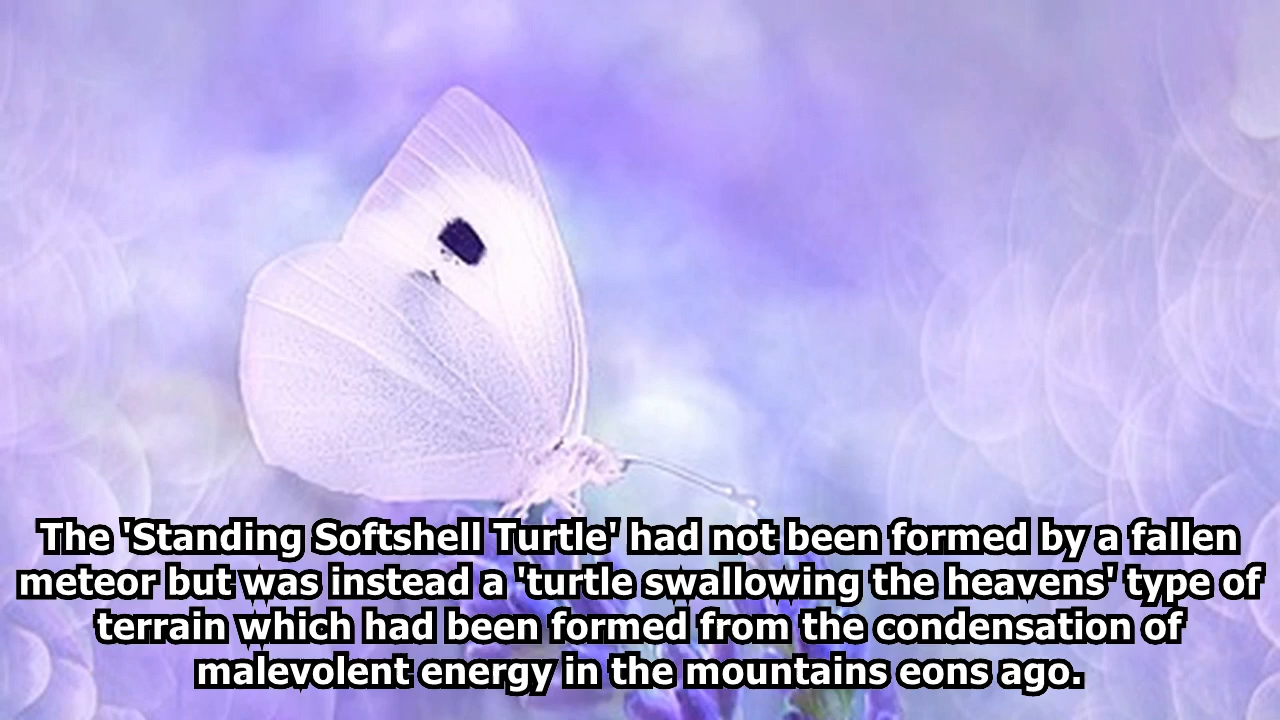 The 'Standing Softshell Turtle' had not been formed by a fallen
meteor but was instead a 'turtle swallowing the heavens' type of
terrain which had been formed from the condensation of
malevolent energy in the mountains eons ago.